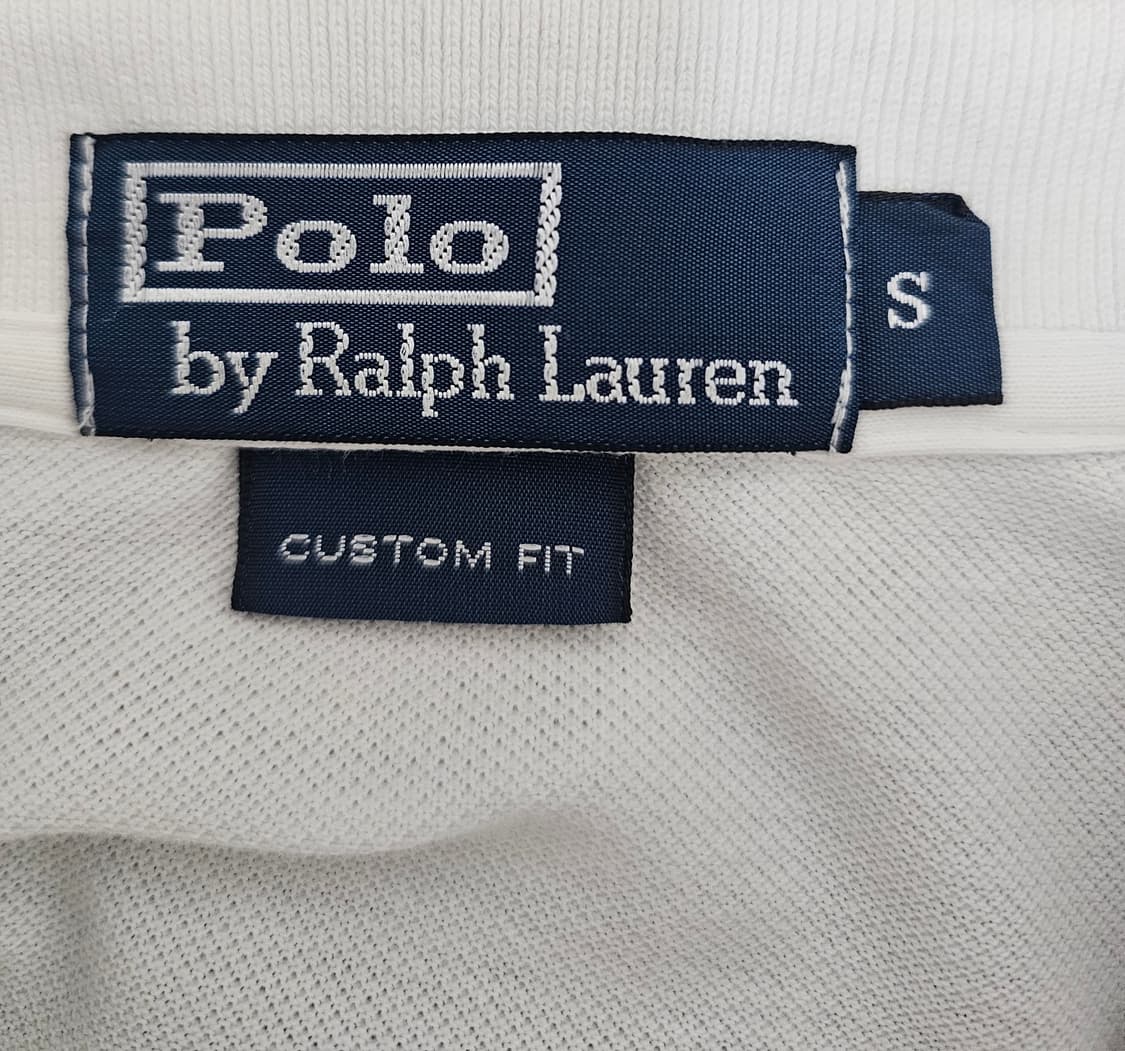 Polo
by Ralph Lauren
S
CUSTOM FIT